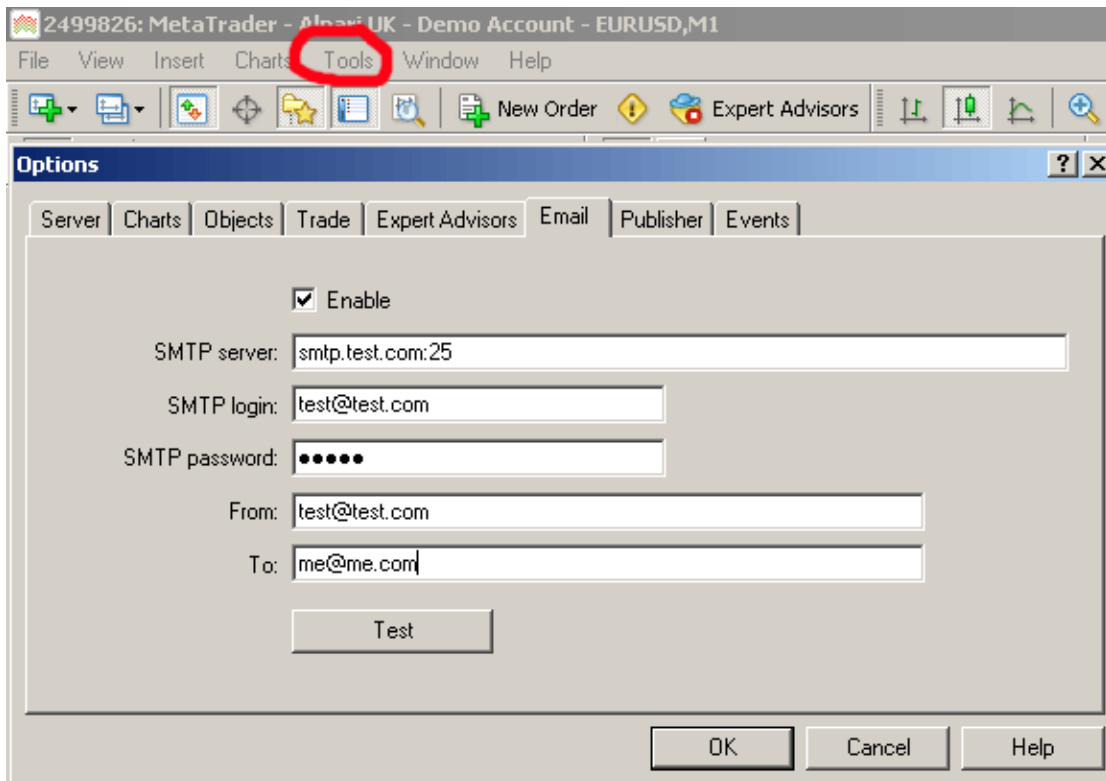 2499826: MetaTrader - Alpari UK - Demo Account - EURUSD,M1
File View Insert Charts Tools Window Help
New Order Expert Advisors
Options
Server Charts Objects Trade Expert Advisors Email Publisher Events
Enable
SMTP server: smtp.test.com:25
SMTP login: test@test.com
SMTP password: •••••
From: test@test.com
To: me@me.com
Test
OK Cancel Help